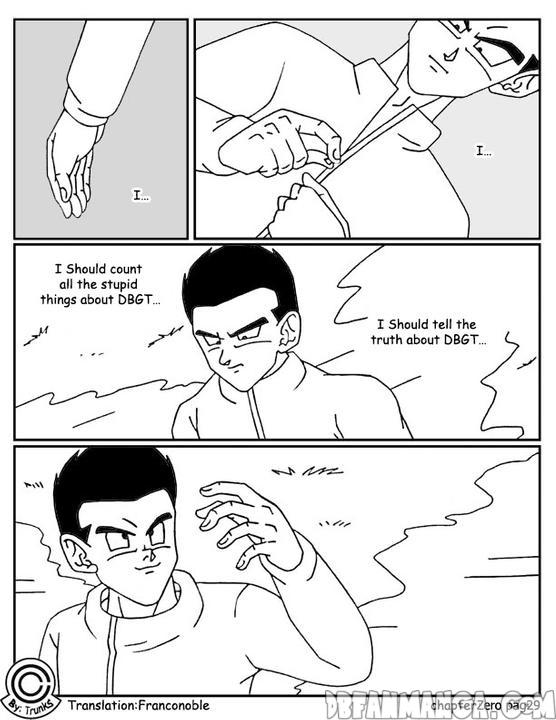 I...
I...
I Should count
all the stupid
things about DBGT...
I Should tell the
truth about DBGT...
By: Trunks
Translation:Franconoble
chapterZero pag29
DBFANMANGA.COM